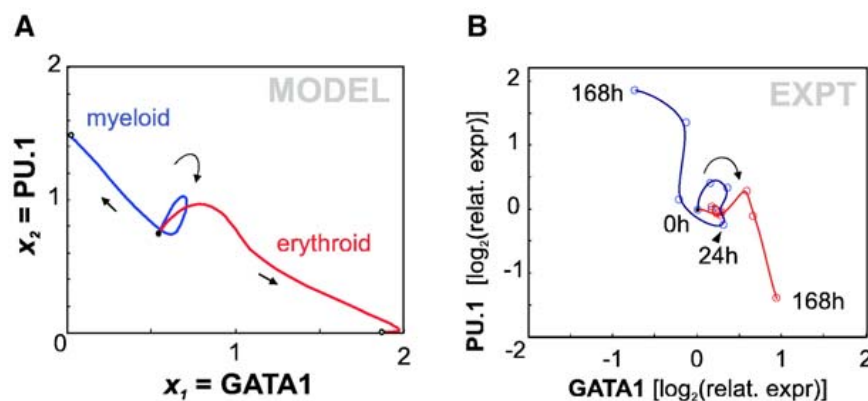 A
MODEL
myeloid
erythroid
2
1
0
0
1
2
x₂ = PU.1
x₁ = GATA1
B
EXPT
168h
0h
24h
168h
2
1
0
-1
-2
-2
-1
0
1
2
PU.1 [log₂(relat. expr)]
GATA1 [log₂(relat. expr)]